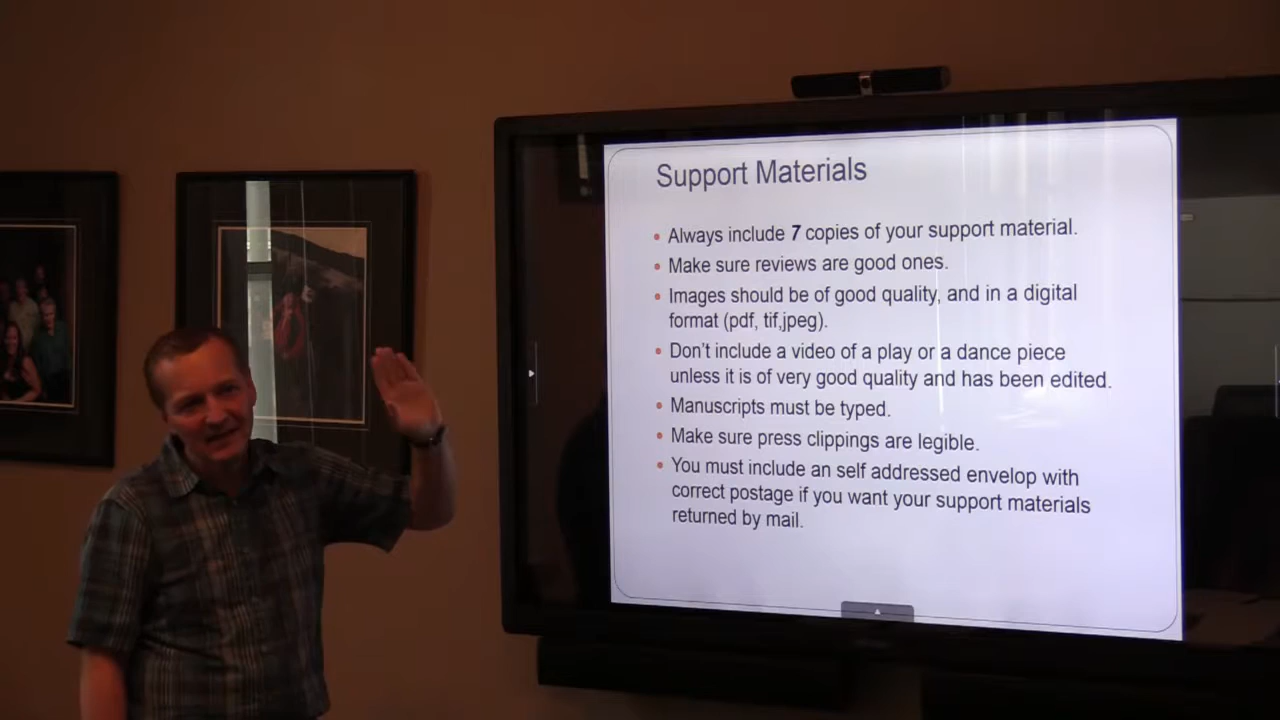 Support Materials
• Always include 7 copies of your support material.
• Make sure reviews are good ones.
• Images should be of good quality, and in a digital
format (pdf, tif,jpeg).
• Don't include a video of a play or a dance piece
unless it is of very good quality and has been edited.
• Manuscripts must be typed.
• Make sure press clippings are legible.
• You must include an self addressed envelop with
correct postage if you want your support materials
returned by mail.